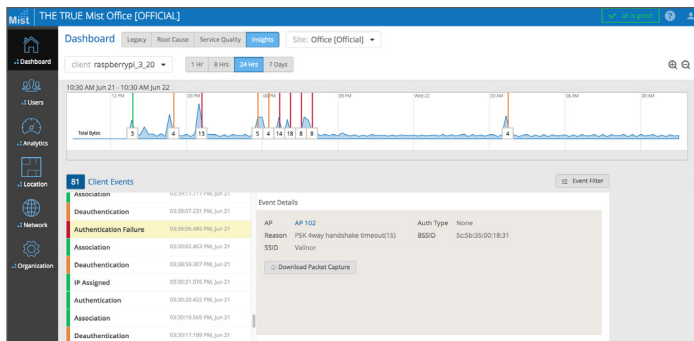 Mist THE TRUE Mist Office [OFFICIAL] all is good ?
Dashboard Legacy Root Cause Service Quality Insights Site: Office [Official]
client raspberrypi_3_20 1 Hr 8 Hrs 24 Hrs 7 Days
10:30 AM Jun 21 - 10:30 AM Jun 22
12 PM 03 PM 06 PM 09 PM Wed 22 03 AM 06 AM 09 AM
Total Bytes 5 4 13 5 4 14 18 8 8 4
.: Dashboard
.: Users
.: Analytics
.: Location
.: Network
.: Organization
81 Client Events Event Filter
Association 03:39:17.717 PM, Jun 21
Deauthentication 03:39:07.231 PM, Jun 21
Authentication Failure 03:39:06.485 PM, Jun 21
Association 03:39:02.463 PM, Jun 21
Deauthentication 03:38:59.307 PM, Jun 21
IP Assigned 03:30:21.076 PM, Jun 21
Authentication 03:30:20.422 PM, Jun 21
Association 03:30:19.569 PM, Jun 21
Deauthentication 03:30:17.189 PM, Jun 21
Event Details
AP AP 102 Auth Type None
Reason PSK 4way handshake timeout(15) BSSID 5c:5b:35:00:18:31
SSID Valinor
Download Packet Capture